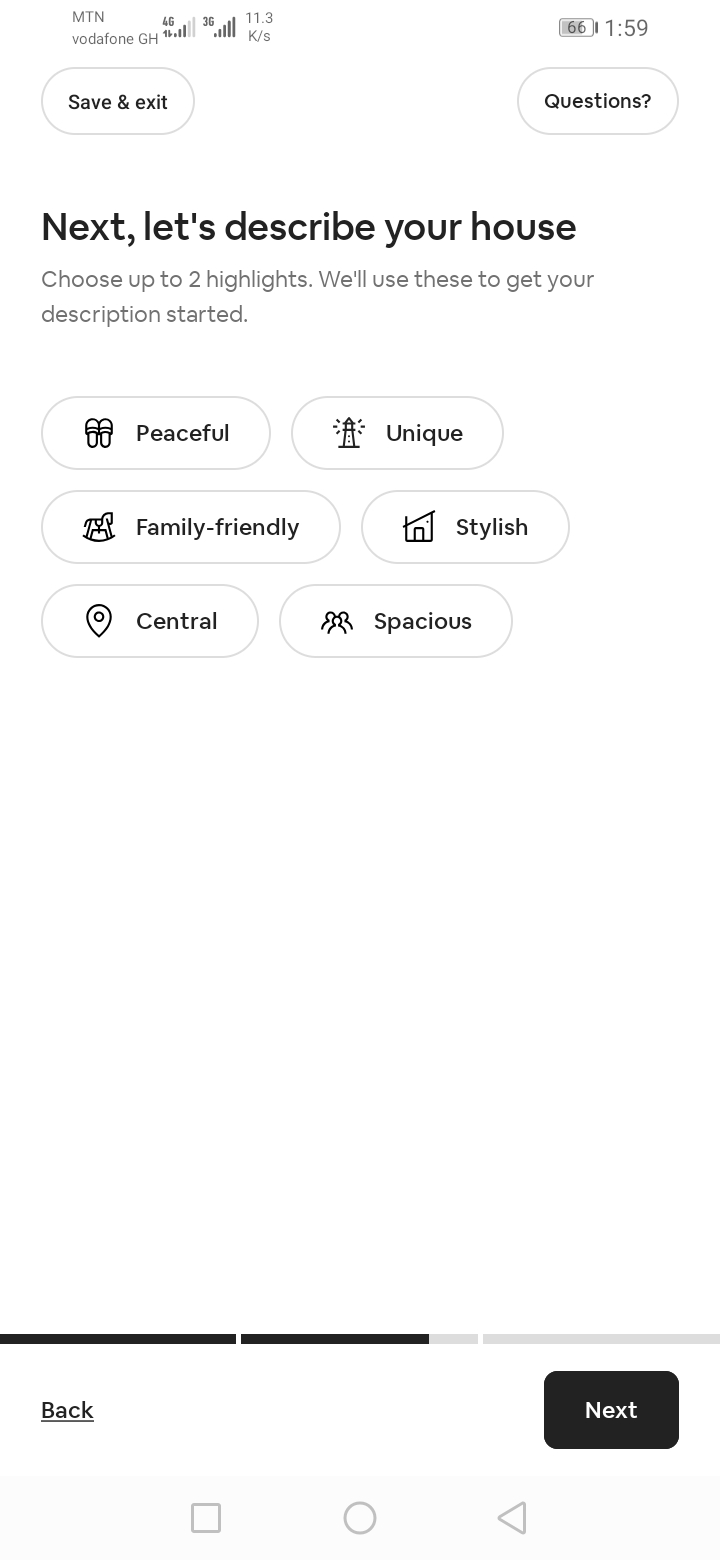 MTN
vodafone GH
4G
3G
11.3
K/s
66
1:59
Save & exit
Questions?
Next, let's describe your house
Choose up to 2 highlights. We'll use these to get your
description started.
Peaceful
Unique
Family-friendly
Stylish
Central
Spacious
Back
Next